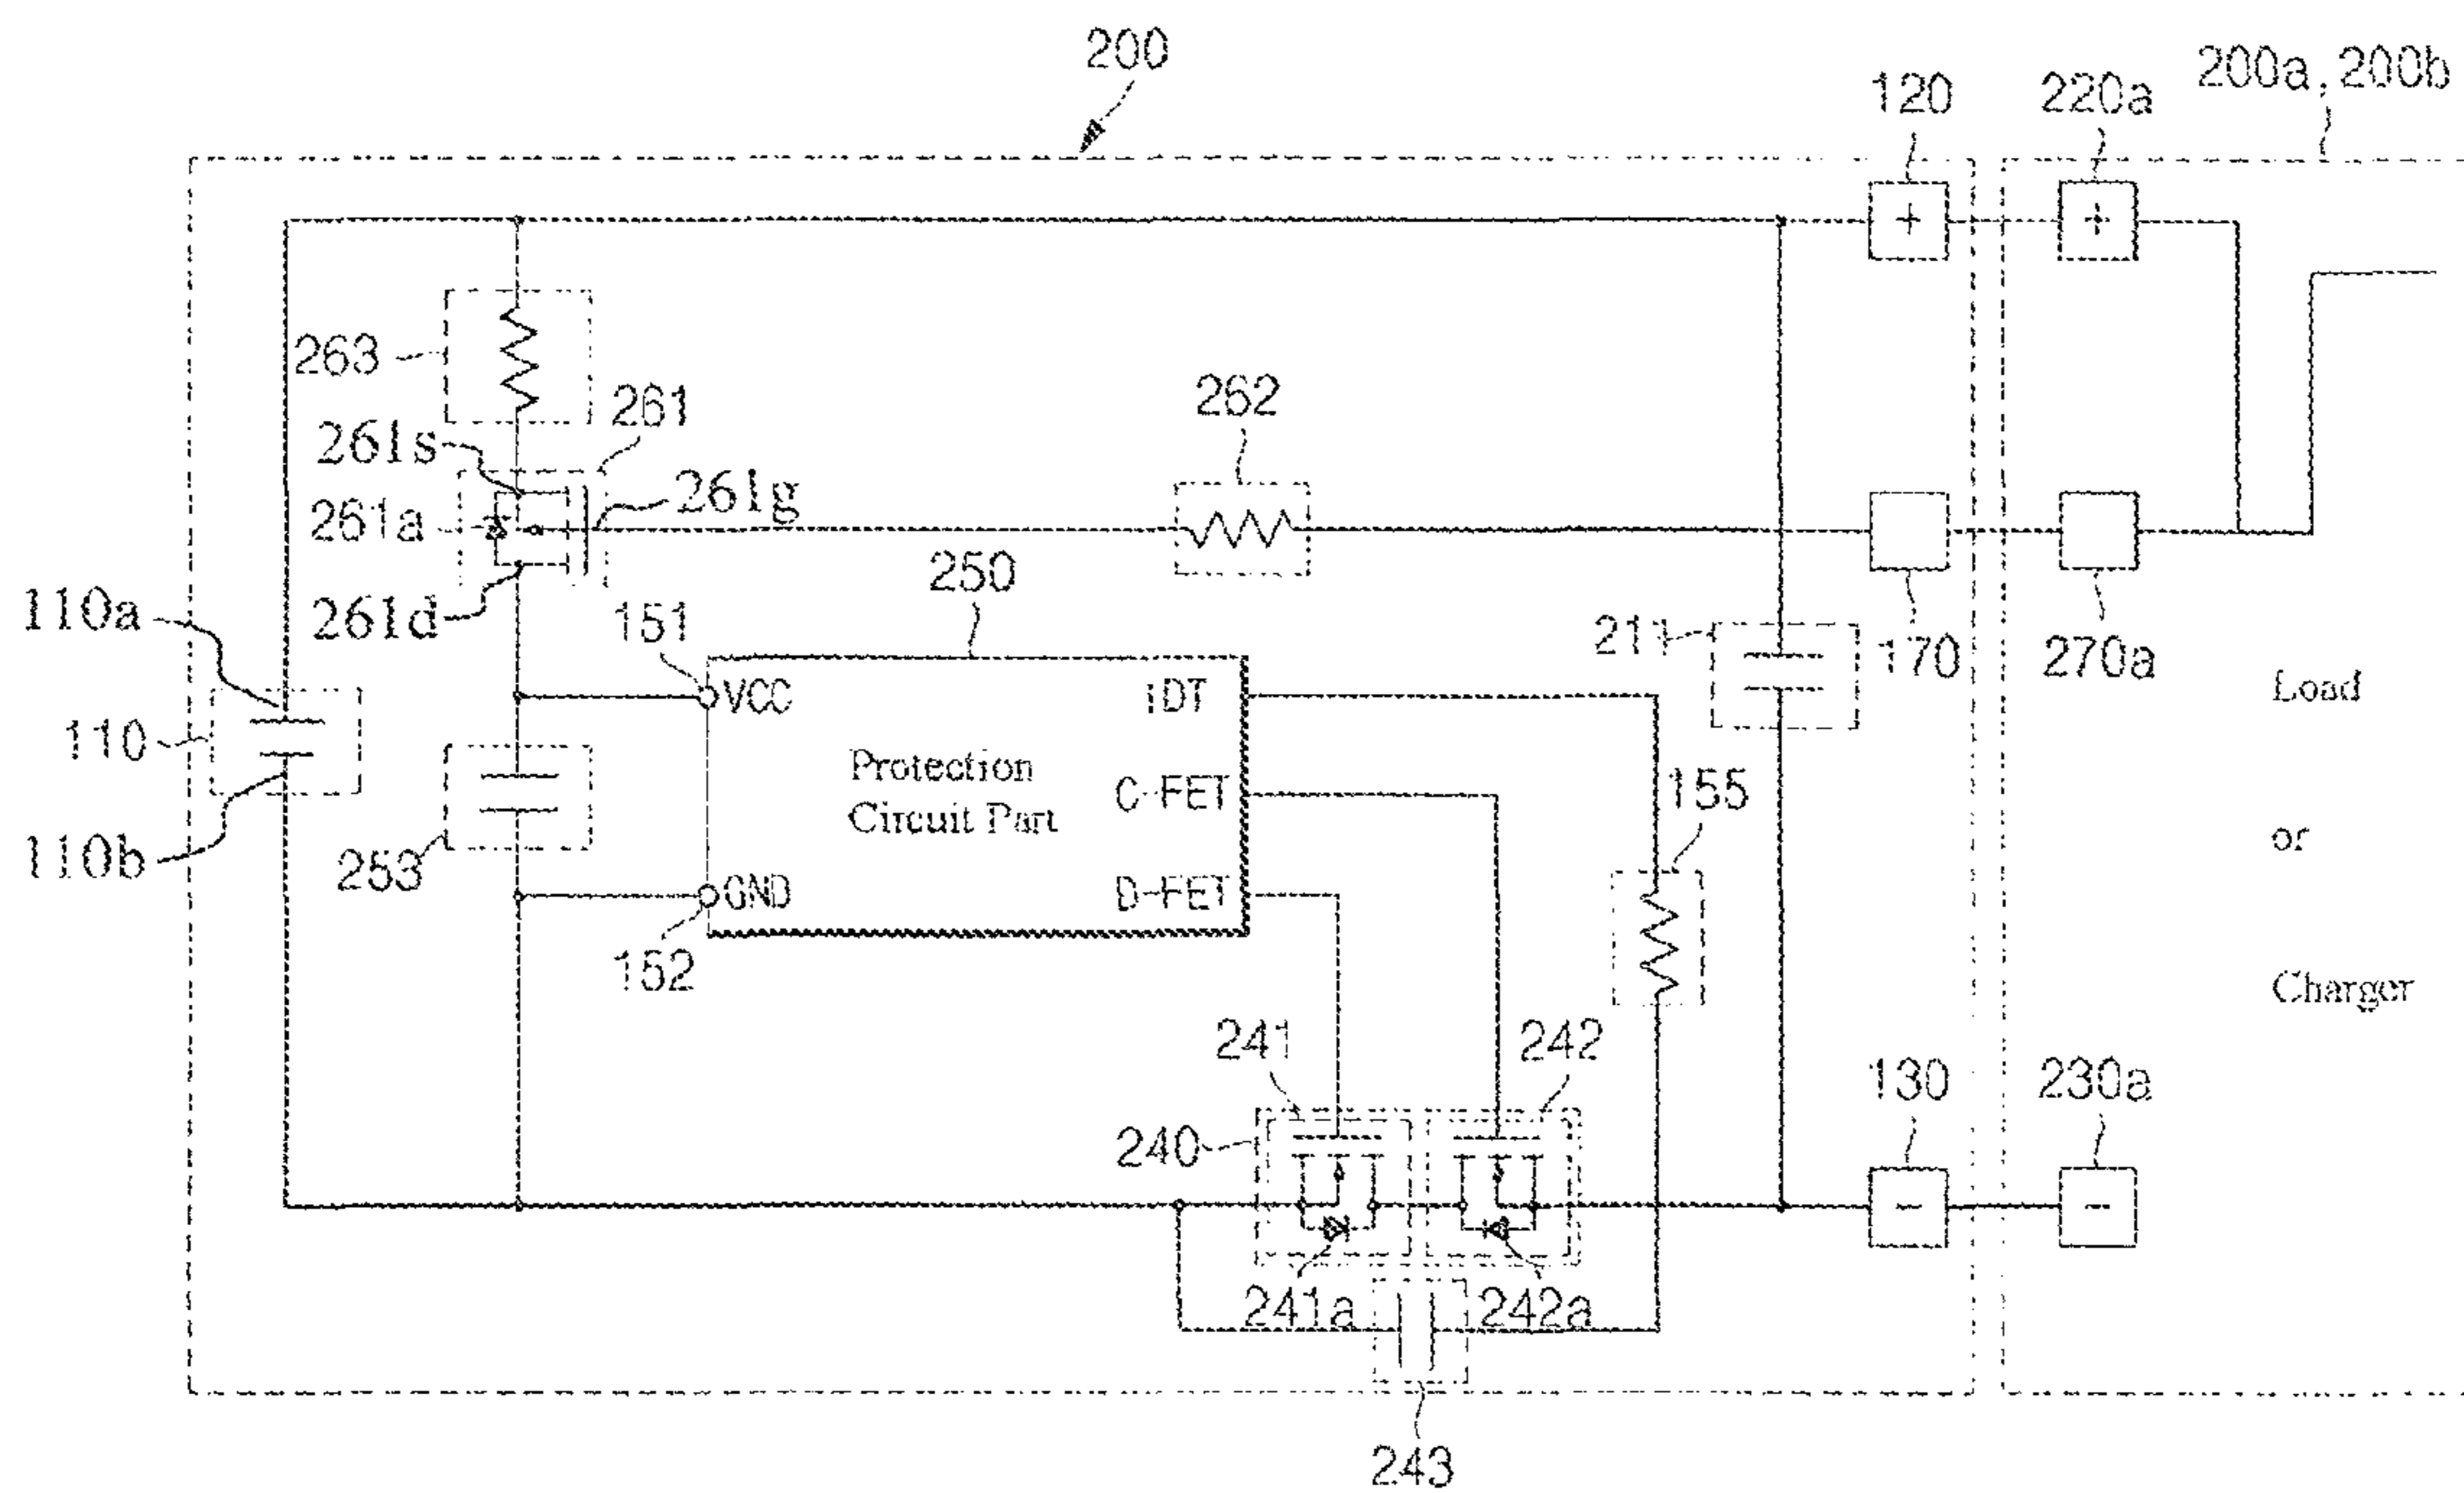 200
200a, 200b
120
220a
+
+
263
261
262
261s
261g
261a
250
110a
261d
151
211
170
270a
VCC
IDT
Load
110
Protection
155
C-FET
Circuit Part
or
110b
253
GND
D-FET
152
Charger
241
242
130
230a
240
-
-
241a
242a
243